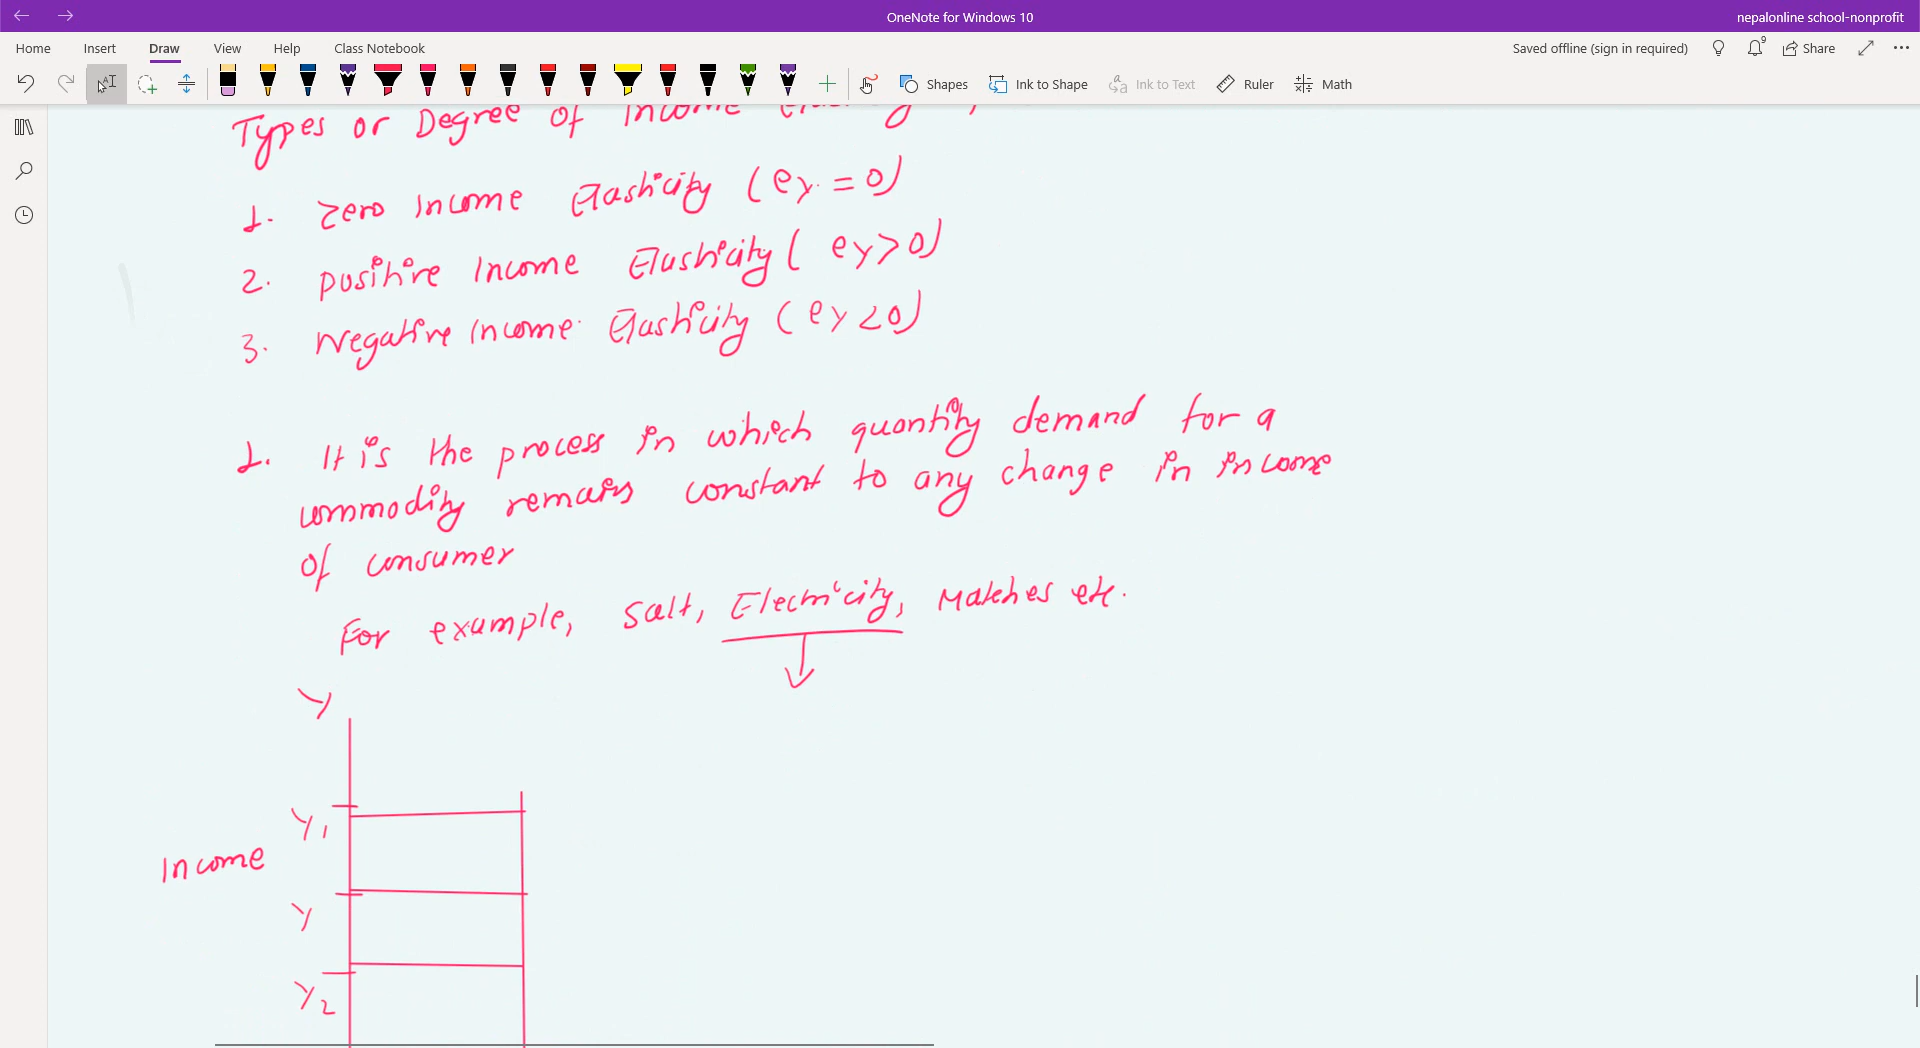 OneNote for Windows 10
nepalonline school-nonprofit
Home Insert Draw View Help Class Notebook
Saved offline (sign in required)
9
Share
Shapes Ink to Shape Ink to Text Ruler Math
Types or Degree of Income
1. Zero Income Elasticity (ey = 0)
2. Positive Income Elasticity (ey > 0)
3. Negative Income Elasticity (ey < 0)
1. It is the process in which quantity demand for a
commodity remains constant to any change in income
of consumer
For example, Salt, Electricity, Matches etc.
Y
Y1
Income
Y
Y2